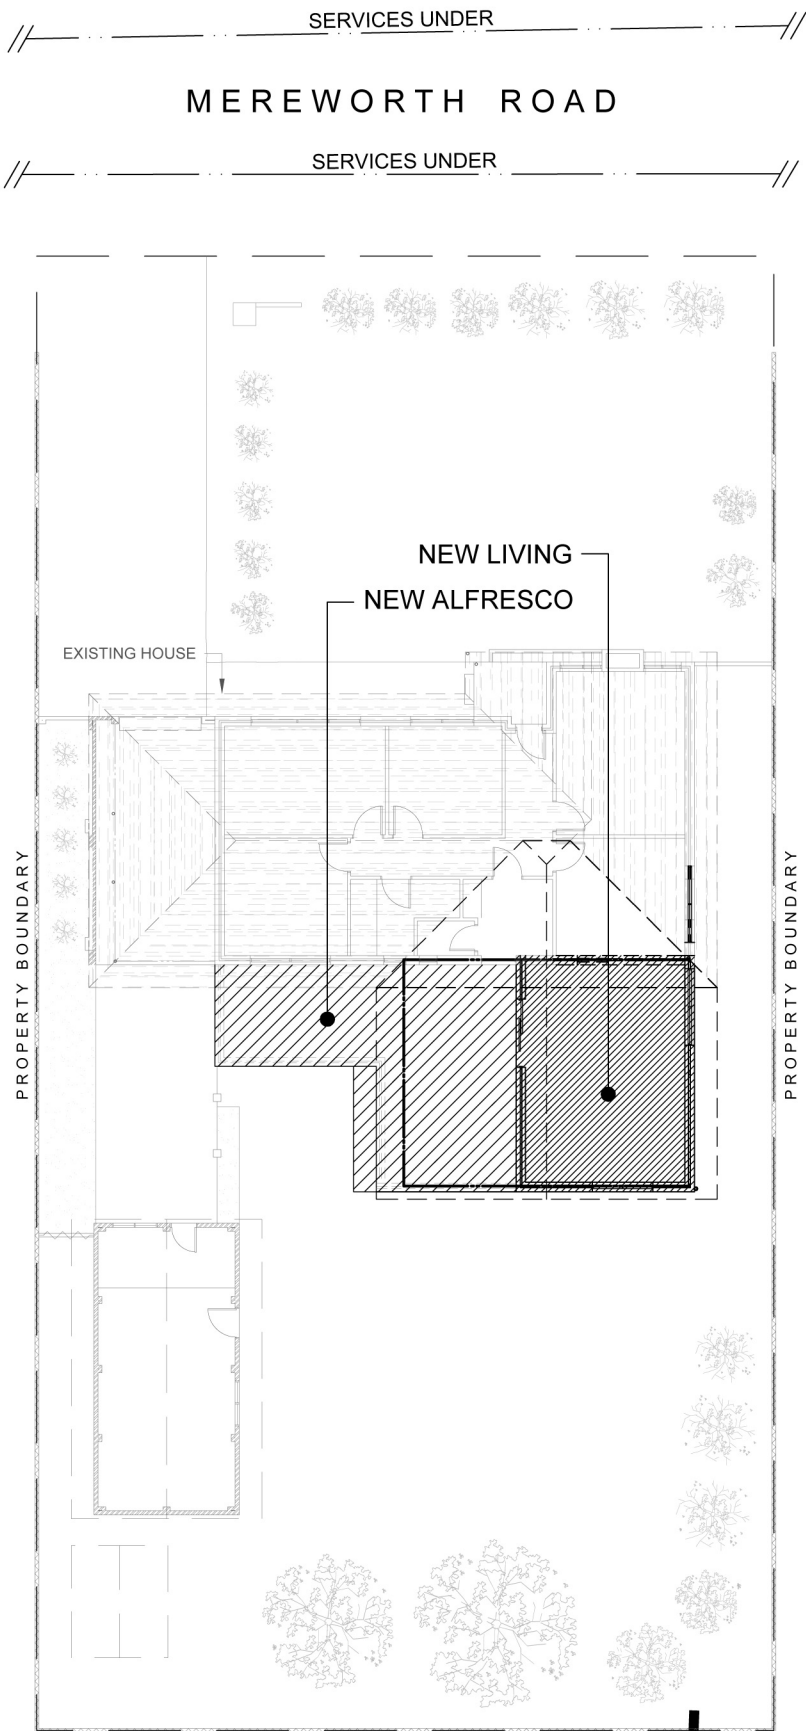 SERVICES UNDER
MEREWORTH ROAD
SERVICES UNDER
NEW LIVING
NEW ALFRESCO
EXISTING HOUSE
PROPERTY BOUNDARY
PROPERTY BOUNDARY